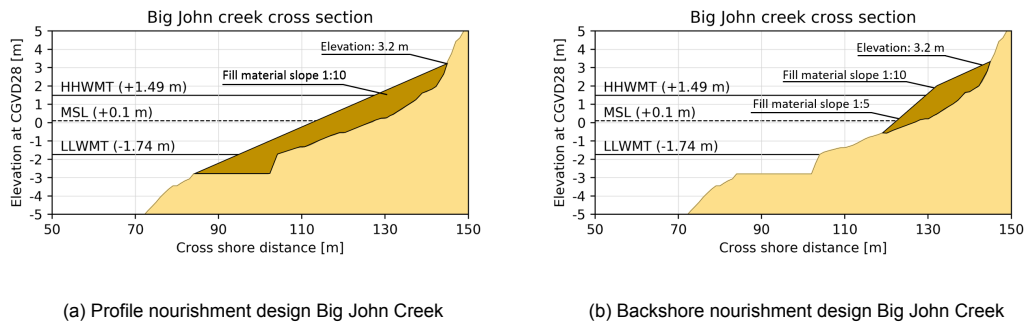 Big John creek cross section
Elevation at CGVD28 [m]
5
4
3
2
1
0
-1
-2
-3
-4
-5
Elevation: 3.2 m
Fill material slope 1:10
HHWMT (+1.49 m)
MSL (+0.1 m)
LLWMT (-1.74 m)
50
70
90
110
130
150
Cross shore distance [m]
(a) Profile nourishment design Big John Creek
Big John creek cross section
Elevation at CGVD28 [m]
5
4
3
2
1
0
-1
-2
-3
-4
-5
Elevation: 3.2 m
Fill material slope 1:10
HHWMT (+1.49 m)
Fill material slope 1:5
MSL (+0.1 m)
LLWMT (-1.74 m)
50
70
90
110
130
150
Cross shore distance [m]
(b) Backshore nourishment design Big John Creek